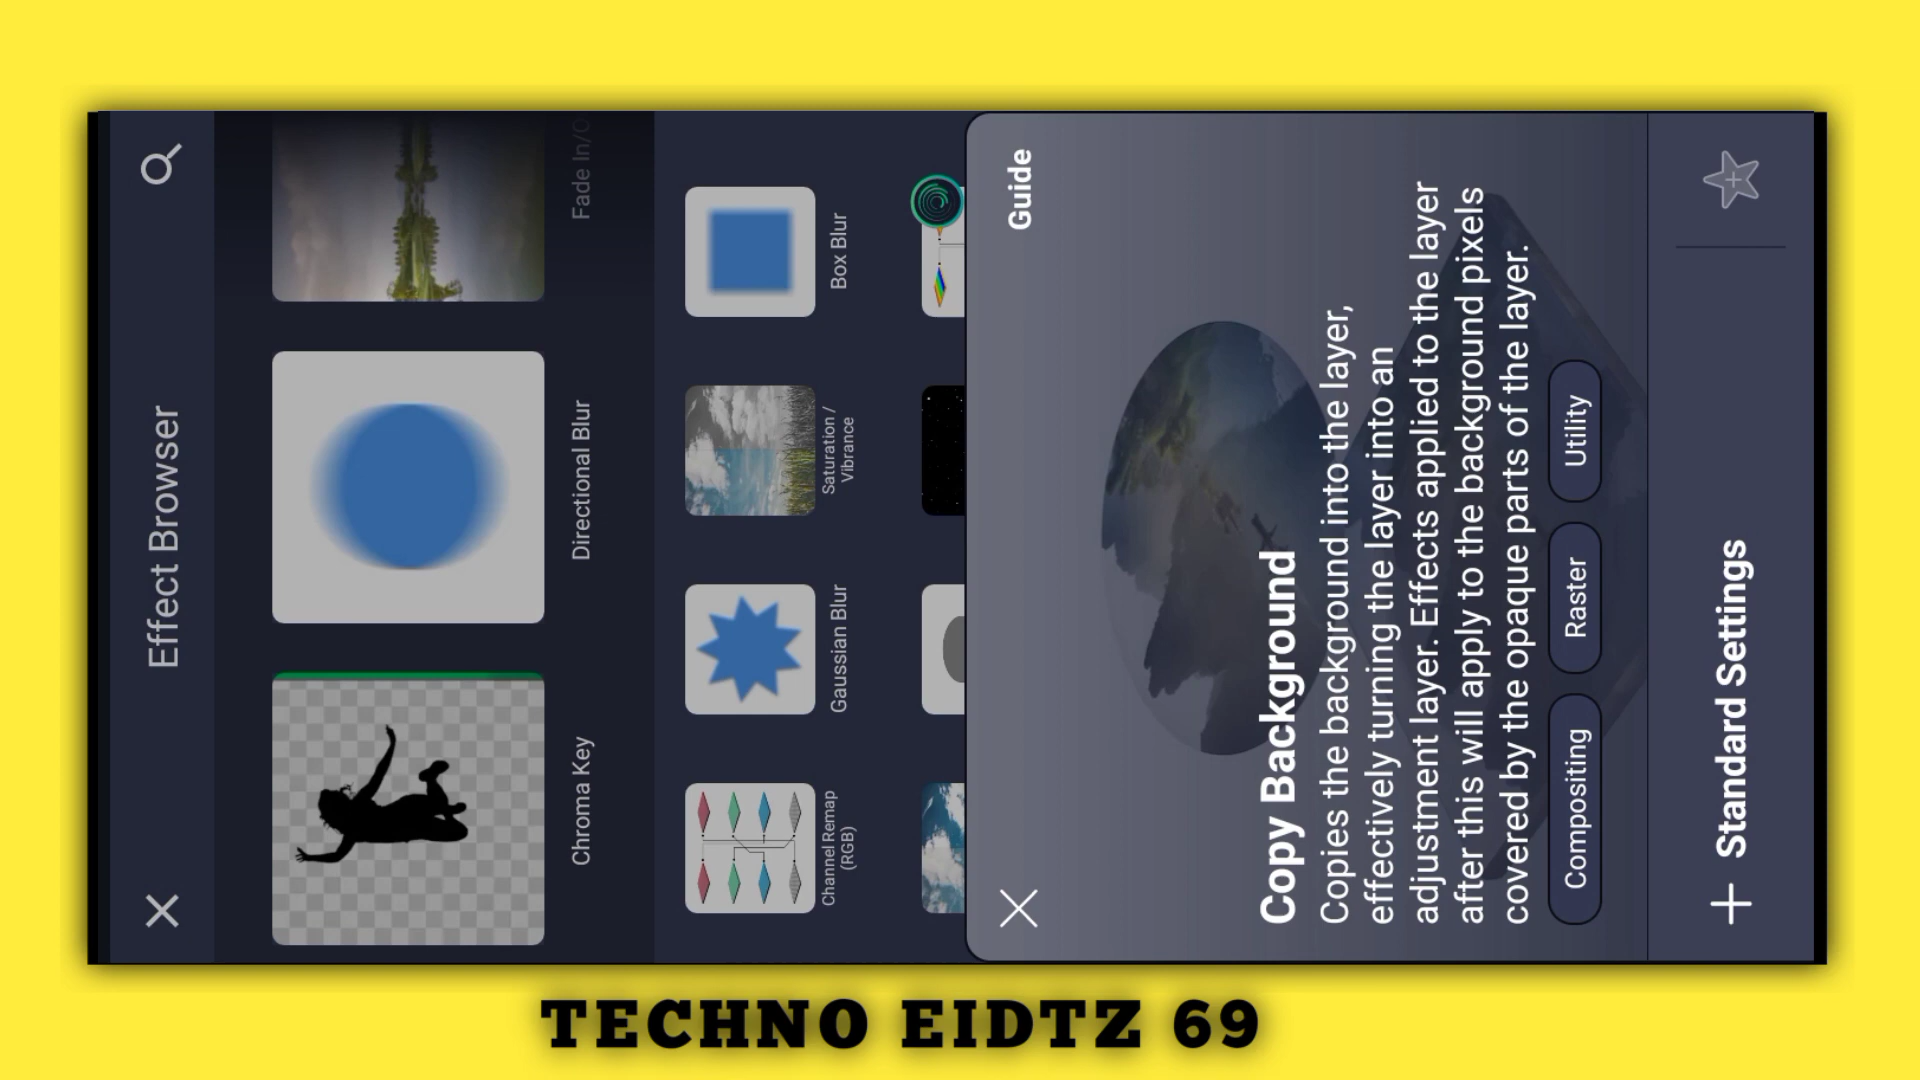 Effect Browser
Chroma Key
Directional Blur
Fade In/O
Channel Remap
(RGB)
Gaussian Blur
Saturation /
Vibrance
Box Blur
Guide
Copy Background
Copies the background into the layer,
effectively turning the layer into an
adjustment layer. Effects applied to the layer
after this will apply to the background pixels
covered by the opaque parts of the layer.
Compositing
Raster
Utility
Standard Settings
TECHNO EIDTZ 69